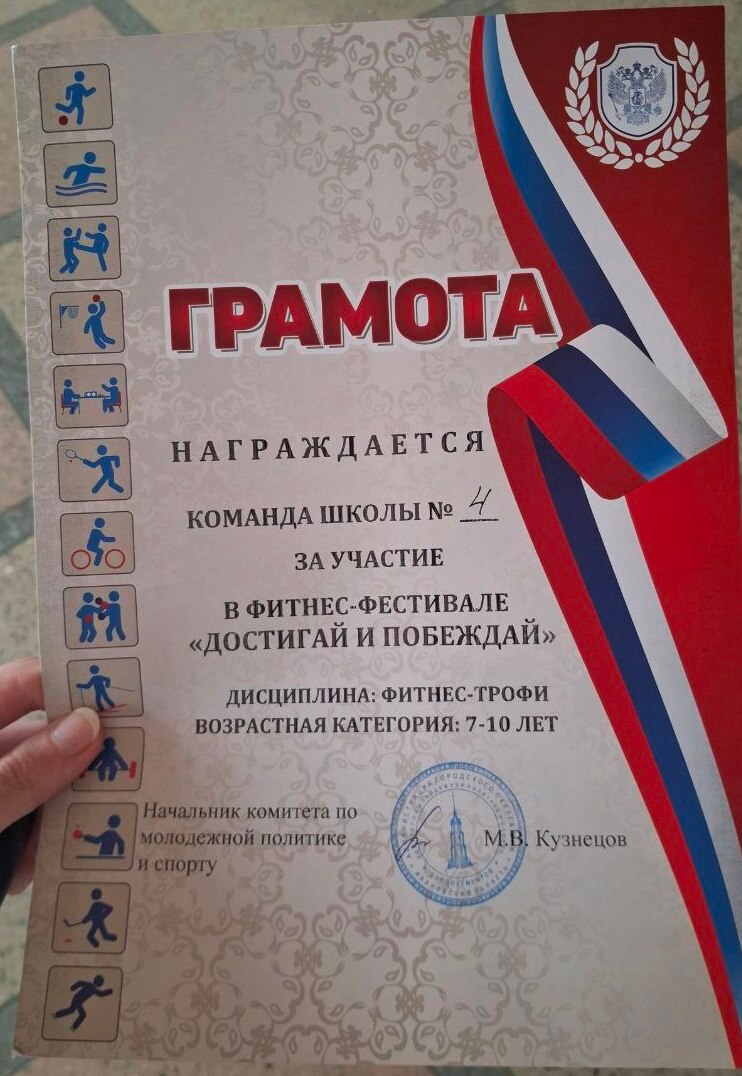 ГРАМОТА
НАГРАЖДАЕТСЯ
КОМАНДА ШКОЛЫ № 4
ЗА УЧАСТИЕ
В ФИТНЕС-ФЕСТИВАЛЕ
«ДОСТИГАЙ И ПОБЕЖДАЙ»
ДИСЦИПЛИНА: ФИТНЕС-ТРОФИ
ВОЗРАСТНАЯ КАТЕГОРИЯ: 7-10 ЛЕТ
Начальник комитета по
молодежной политике
и спорту
М.В. Кузнецов